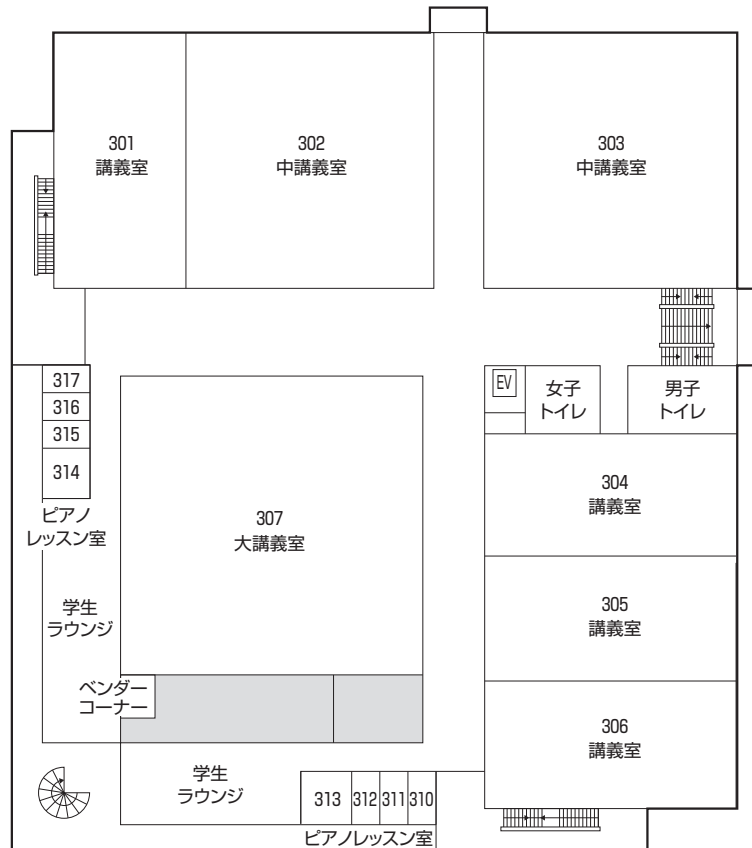 301
講義室
302
中講義室
303
中講義室
317
316
315
314
ピアノ
レッスン室
EV
女子
トイレ
男子
トイレ
304
講義室
307
大講義室
305
講義室
学生
ラウンジ
ベンダー
コーナー
306
講義室
学生
ラウンジ
313
312
311
310
ピアノレッスン室